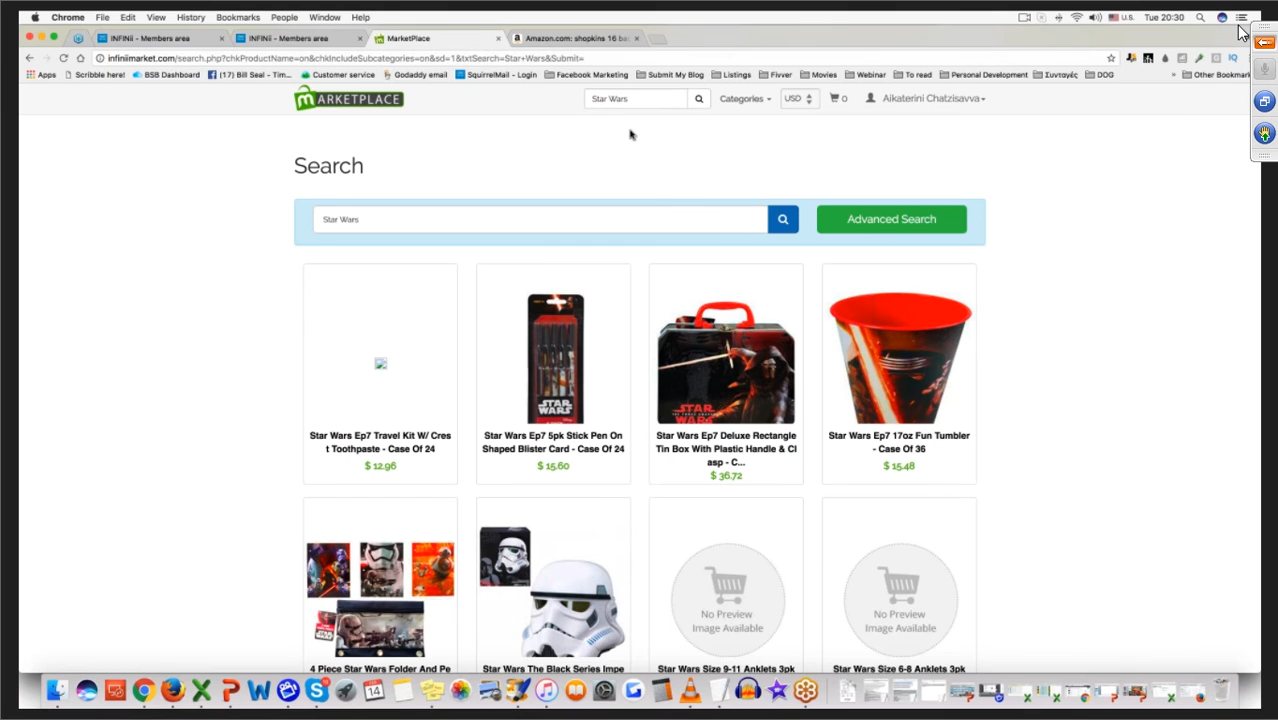 Chrome File Edit View History Bookmarks People Window Help U.S. Tue 20:30
INFINii - Members area INFINii - Members area MarketPlace Amazon.com: shopkins 16 ba
infiniimarket.com/search.php?chkProductName=on&chkIncludeSubcategories=on&sd=1&txtSearch=Star+Wars&Submit=
Apps Scribble here! BSB Dashboard (17) Bill Seal - Tim... Customer service Godaddy email SquirrelMail - Login Facebook Marketing Submit My Blog Listings Fivver Movies Webinar To read Personal Development Συνταγές DOG » Other Bookmark
MARKETPLACE Star Wars Categories USD 0 Aikaterini Chatzisavva
Search
Star Wars Advanced Search
Star Wars Ep7 Travel Kit W/ Cres
t Toothpaste - Case Of 24
$ 12.96
Star Wars Ep7 5pk Stick Pen On
Shaped Blister Card - Case Of 24
$ 15.60
Star Wars Ep7 Deluxe Rectangle
Tin Box With Plastic Handle & Cl
asp - C...
$ 36.72
Star Wars Ep7 17oz Fun Tumbler
- Case Of 36
$ 15.48
STAR
WARS
STAR
WARS
No Preview
Image Available
No Preview
Image Available
4 Piece Star Wars Folder And Pe
Star Wars The Black Series Impe
Star Wars Size 9-11 Anklets 3pk
Star Wars Size 6-8 Anklets 3pk
14